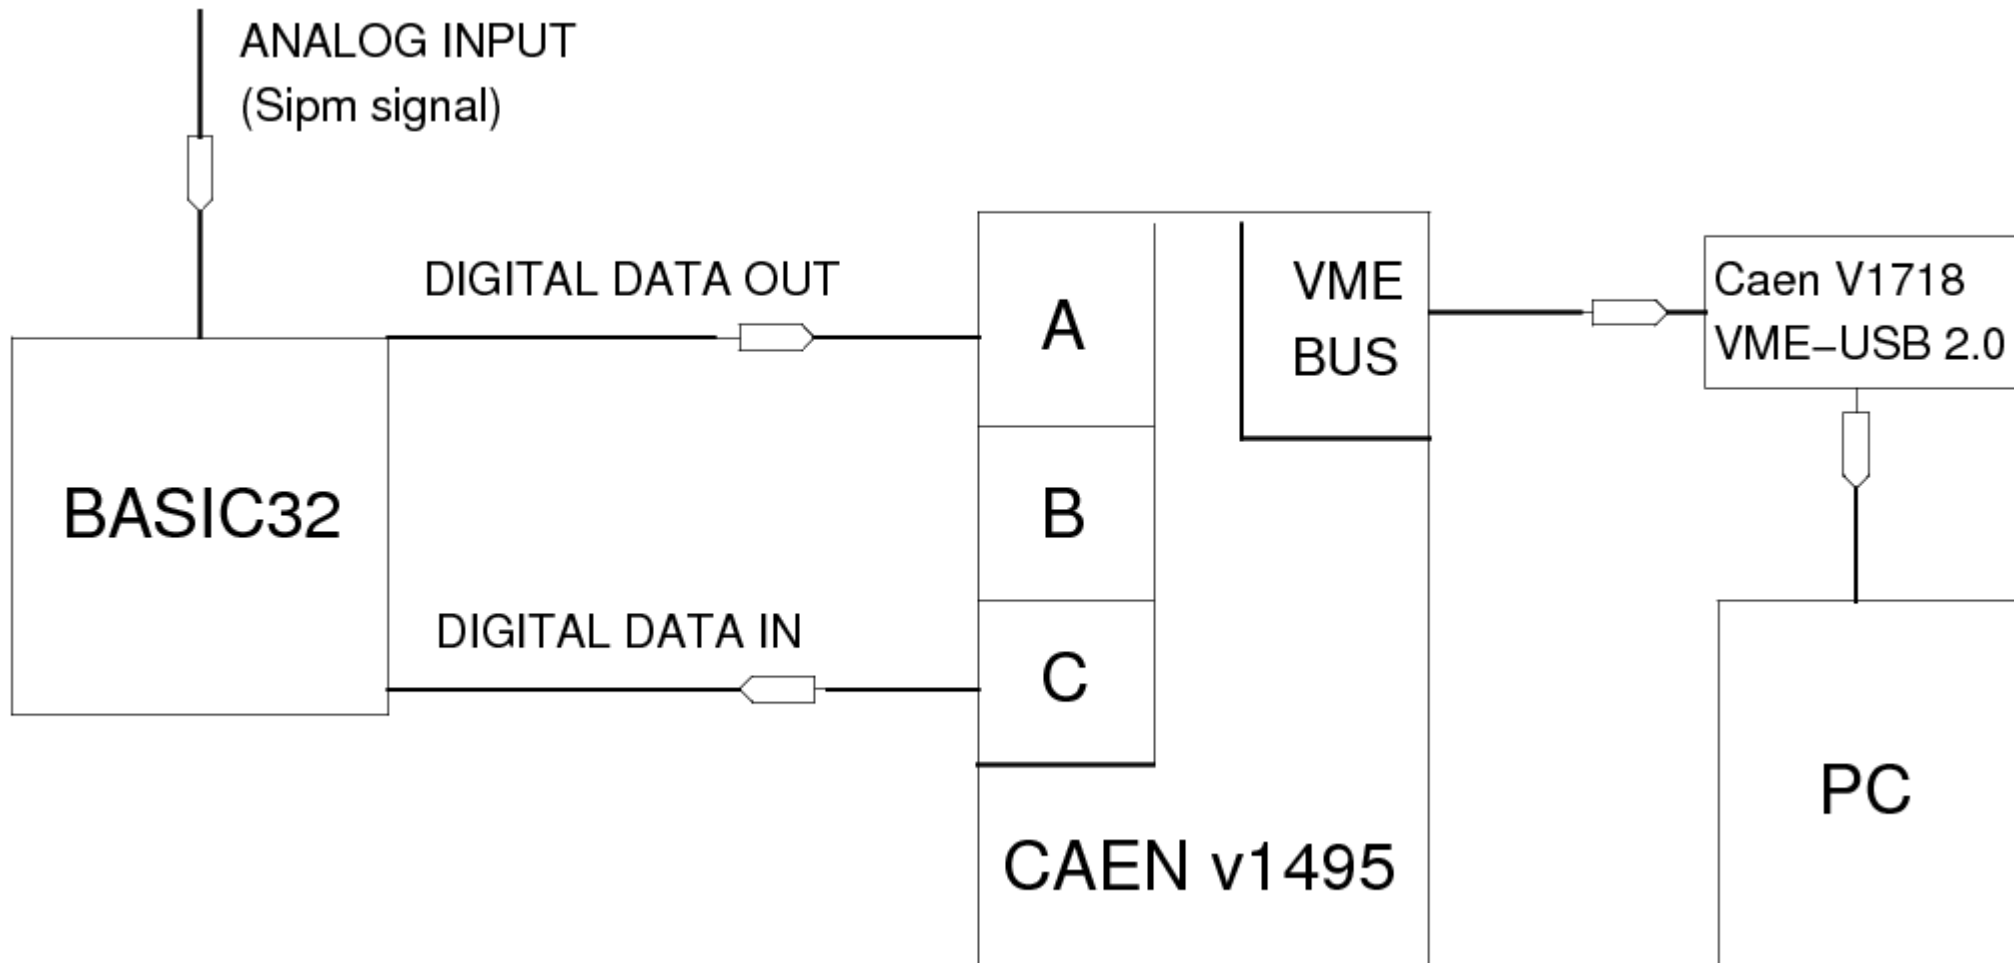 ANALOG INPUT
(Sipm signal)
DIGITAL DATA OUT
BASIC32
DIGITAL DATA IN
A
B
C
VME
BUS
CAEN v1495
Caen V1718
VME–USB 2.0
PC